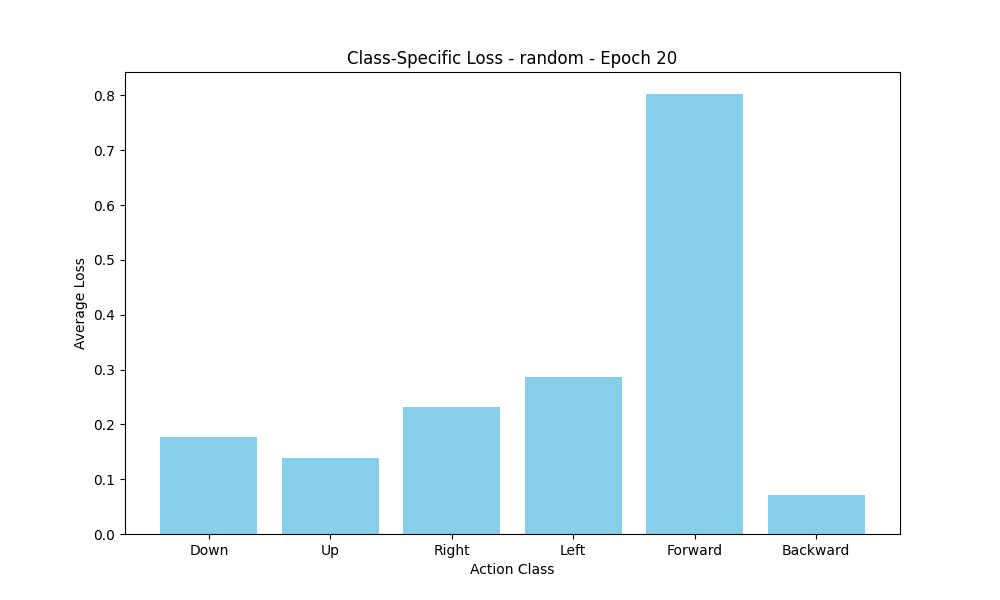 Class-Specific Loss - random - Epoch 20
Average Loss
0.8
0.7
0.6
0.5
0.4
0.3
0.2
0.1
0.0
Down Up Right Left Forward Backward
Action Class